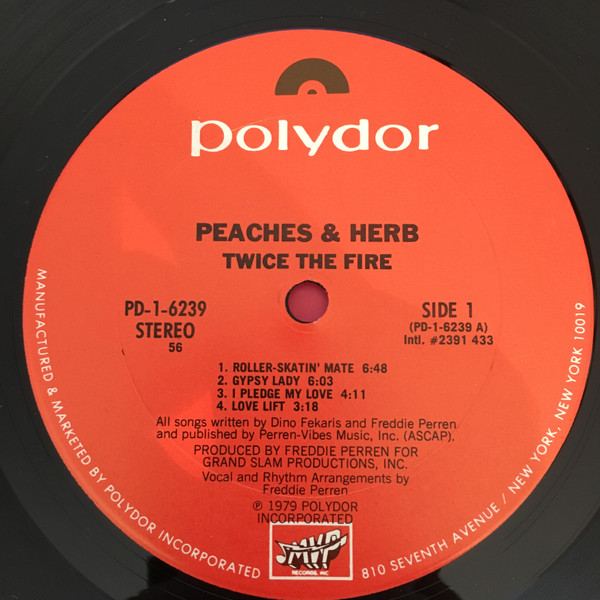 polydor
PEACHES & HERB
TWICE THE FIRE
PD-1-6239
STEREO
56
SIDE 1
(PD-1-6239 A)
Intl. #2391 433
1. ROLLER-SKATIN' MATE 6:48
2. GYPSY LADY 6:03
3. I PLEDGE MY LOVE 4:11
4. LOVE LIFT 3:18
All songs written by Dino Fekaris and Freddie Perren
and published by Perren-Vibes Music, Inc. (ASCAP).
PRODUCED BY FREDDIE PERREN FOR
GRAND SLAM PRODUCTIONS, INC.
Vocal and Rhythm Arrangements by
Freddie Perren
℗ 1979 POLYDOR
INCORPORATED
MVP
RECORDS, INC
MANUFACTURED & MARKETED BY POLYDOR INCORPORATED
810 SEVENTH AVENUE / NEW YORK, NEW YORK 10019